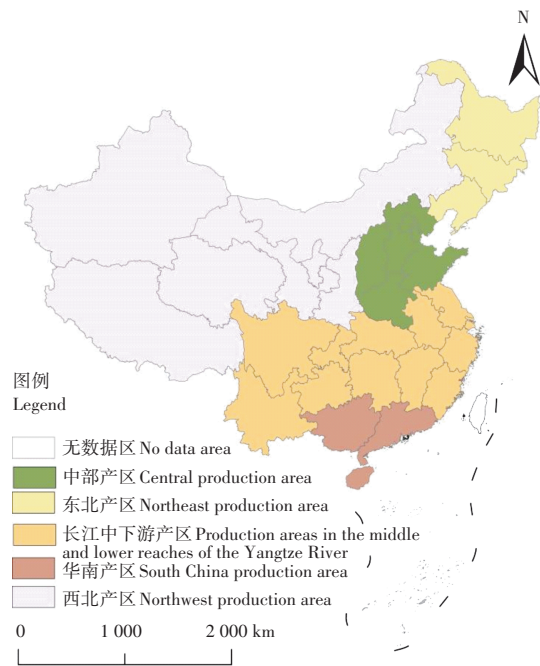 N
图例
Legend
无数据区 No data area
中部产区 Central production area
东北产区 Northeast production area
长江中下游产区 Production areas in the middle
and lower reaches of the Yangtze River
华南产区 South China production area
西北产区 Northwest production area
0 1 000 2 000 km